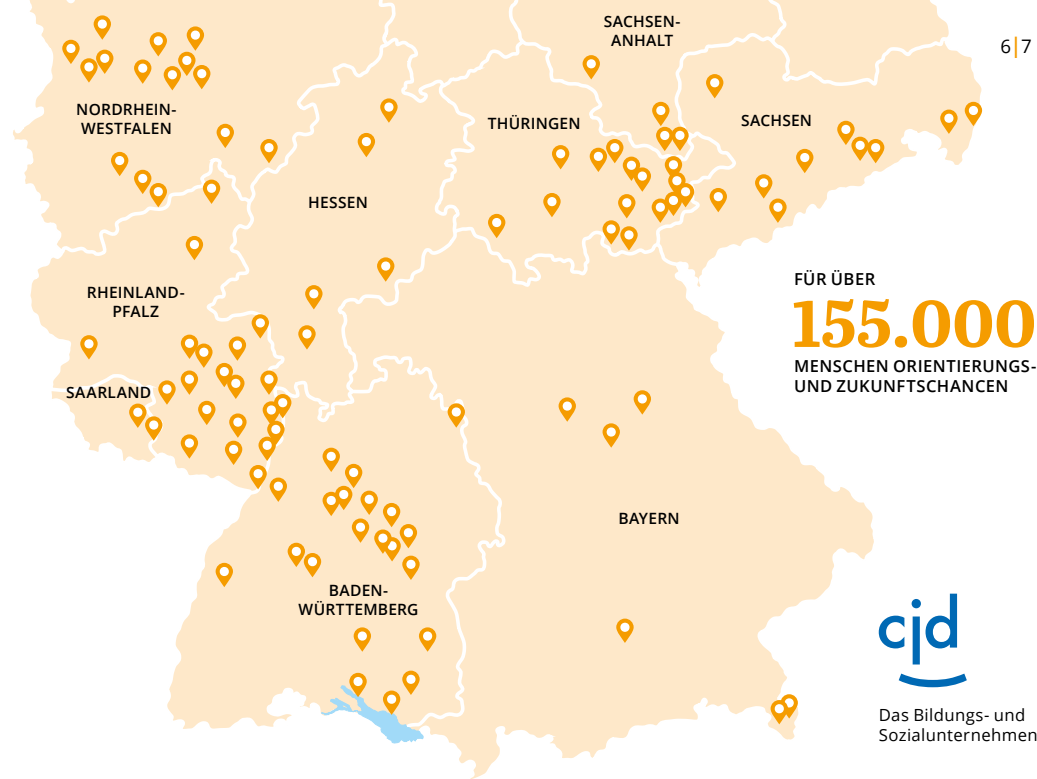 SACHSEN-
ANHALT
6|7
NORDRHEIN-
WESTFALEN
THÜRINGEN
SACHSEN
HESSEN
FÜR ÜBER
155.000
MENSCHEN ORIENTIERUNGS-
UND ZUKUNFTSCHANCEN
RHEINLAND-
PFALZ
SAARLAND
BAYERN
BADEN-
WÜRTTEMBERG
cjd
Das Bildungs- und
Sozialunternehmen